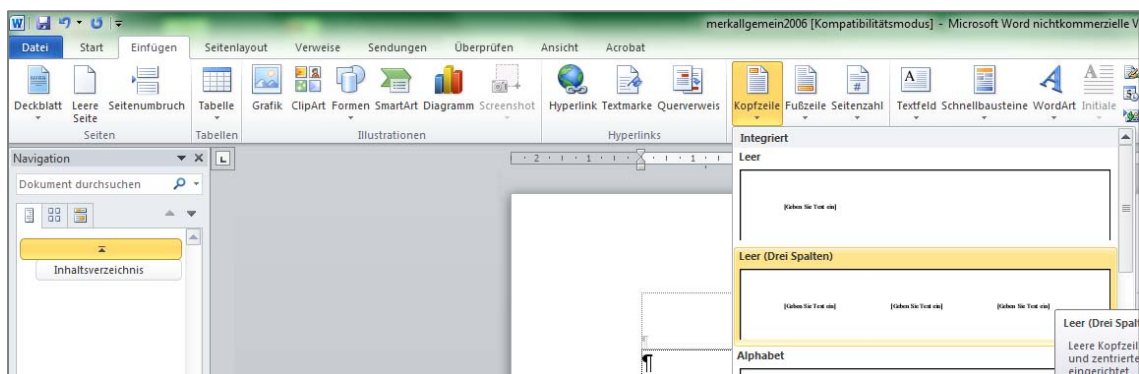 merkallgemein2006 [Kompatibilitätsmodus] - Microsoft Word nichtkommerzielle V
Datei Start Einfügen Seitenlayout Verweise Sendungen Überprüfen Ansicht Acrobat
Deckblatt Leere Seite Seitenumbruch Tabelle Grafik ClipArt Formen SmartArt Diagramm Screenshot Hyperlink Textmarke Querverweis Kopfzeile Fußzeile Seitenzahl Textfeld Schnellbausteine WordArt Initiale
Seiten Tabellen Illustrationen Hyperlinks
Integriert
Navigation
Leer
Dokument durchsuchen
[Geben Sie Text ein]
Leer (Drei Spalten)
Inhaltsverzeichnis
[Geben Sie Text ein] [Geben Sie Text ein] [Geben Sie Text ein]
Leer (Drei Spalt
Leere Kopfzeil
und zentrierte
eingerichtet
Alphabet